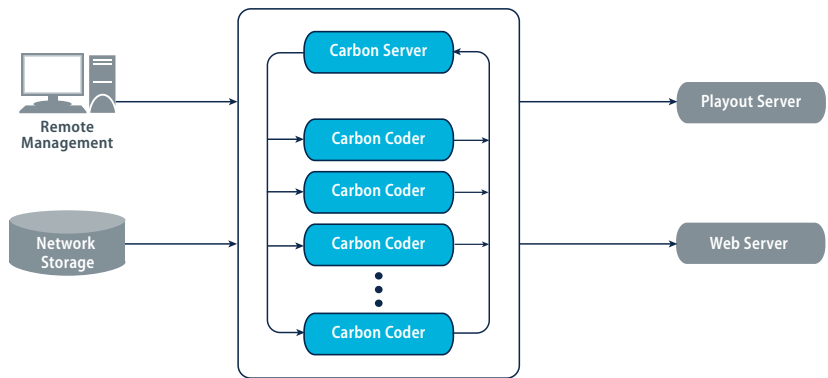 Carbon Server
Remote
Management
Playout Server
Carbon Coder
Carbon Coder
Network
Storage
Carbon Coder
Web Server
Carbon Coder